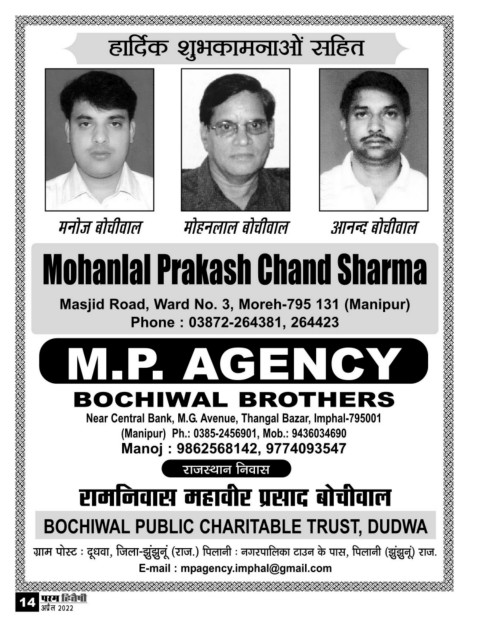 हार्दिक शुभकामनाओं सहित
मनोज बोचीवाल
मोहनलाल बोचीवाल
आनन्द बोचीवाल
Mohanlal Prakash Chand Sharma
Masjid Road, Ward No. 3, Moreh-795 131 (Manipur)
Phone : 03872-264381, 264423
M.P. AGENCY
BOCHIWAL BROTHERS
Near Central Bank, M.G. Avenue, Thangal Bazar, Imphal-795001
(Manipur) Ph.: 0385-2456901, Mob.: 9436034690
Manoj : 9862568142, 9774093547
राजस्थान निवास
रामनिवास महावीर प्रसाद बोचीवाल
BOCHIWAL PUBLIC CHARITABLE TRUST, DUDWA
ग्राम पोस्ट : दूधवा, जिला-झुंझुनूं (राज.) पिलानी : नगरपालिका टाउन के पास, पिलानी (झुंझुनूं) राज.
E-mail : mpagency.imphal@gmail.com
14 परम हितैषी
अप्रैल 2022